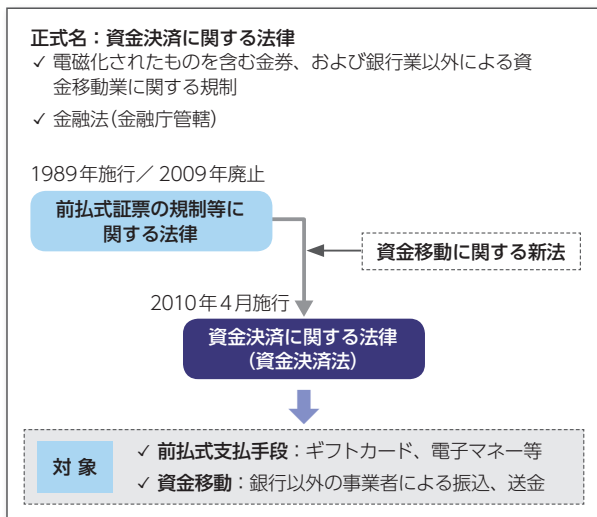 正式名：資金決済に関する法律
✓ 電磁化されたものを含む金券、および銀行業以外による資
金移動業に関する規制
✓ 金融法(金融庁管轄)
1989年施行／2009年廃止
前払式証票の規制等に
関する法律
資金移動に関する新法
2010年4月施行
資金決済に関する法律
(資金決済法)
対 象
✓ 前払式支払手段：ギフトカード、電子マネー等
✓ 資金移動：銀行以外の事業者による振込、送金